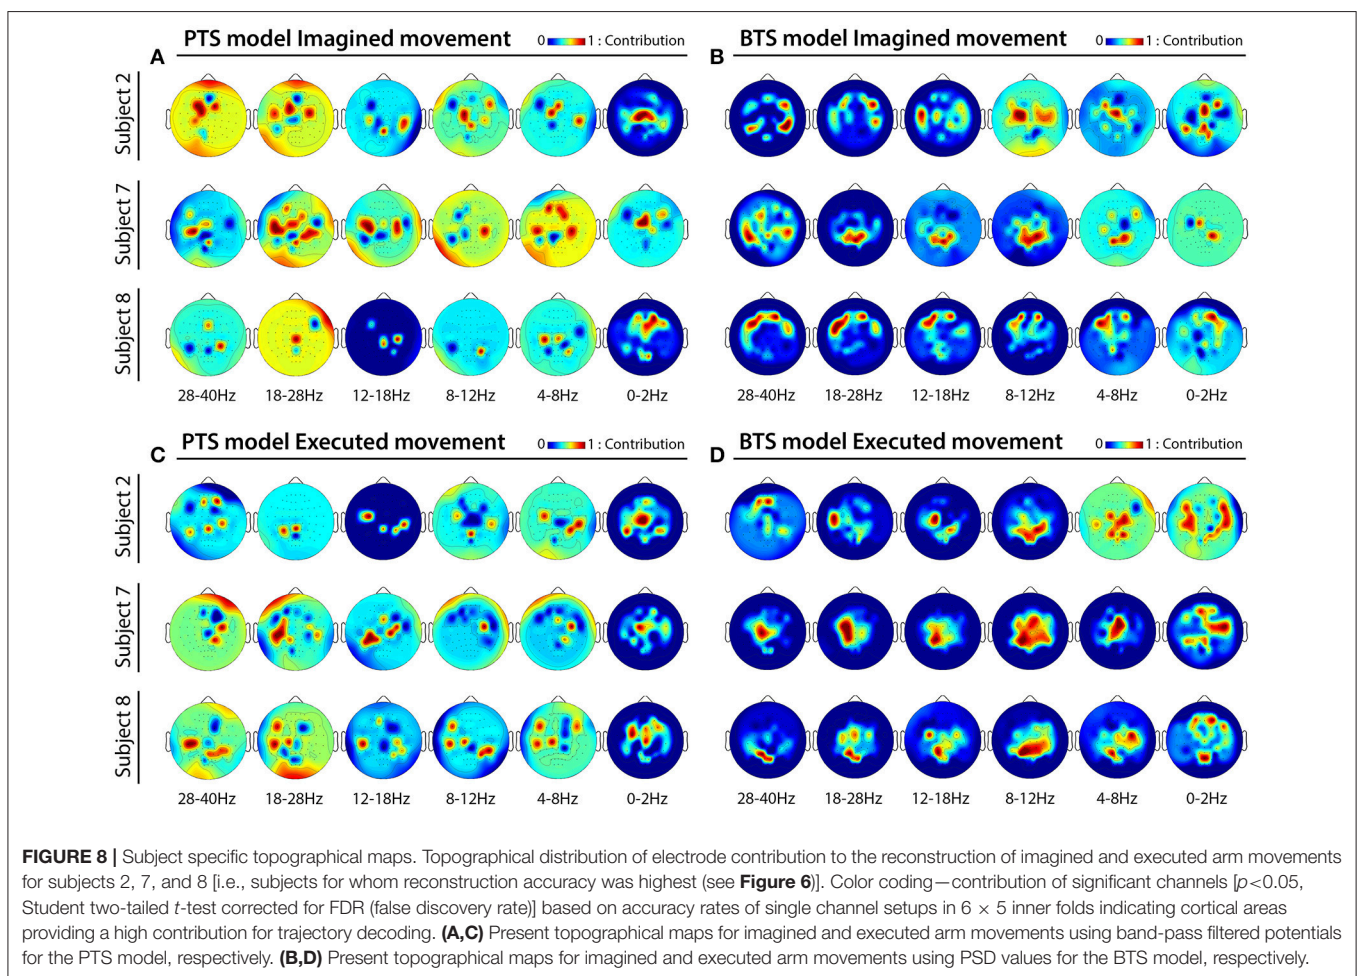 A PTS model Imagined movement 0 1 : Contribution
B BTS model Imagined movement 0 1 : Contribution
Subject 2
Subject 7
Subject 8
28-40Hz 18-28Hz 12-18Hz 8-12Hz 4-8Hz 0-2Hz
28-40Hz 18-28Hz 12-18Hz 8-12Hz 4-8Hz 0-2Hz
C PTS model Executed movement 0 1 : Contribution
D BTS model Executed movement 0 1 : Contribution
Subject 2
Subject 7
Subject 8
28-40Hz 18-28Hz 12-18Hz 8-12Hz 4-8Hz 0-2Hz
28-40Hz 18-28Hz 12-18Hz 8-12Hz 4-8Hz 0-2Hz
FIGURE 8 | Subject specific topographical maps. Topographical distribution of electrode contribution to the reconstruction of imagined and executed arm movements
for subjects 2, 7, and 8 [i.e., subjects for whom reconstruction accuracy was highest (see Figure 6)]. Color coding—contribution of significant channels [p<0.05,
Student two-tailed t-test corrected for FDR (false discovery rate)] based on accuracy rates of single channel setups in 6 × 5 inner folds indicating cortical areas
providing a high contribution for trajectory decoding. (A,C) Present topographical maps for imagined and executed arm movements using band-pass filtered potentials
for the PTS model, respectively. (B,D) Present topographical maps for imagined and executed arm movements using PSD values for the BTS model, respectively.